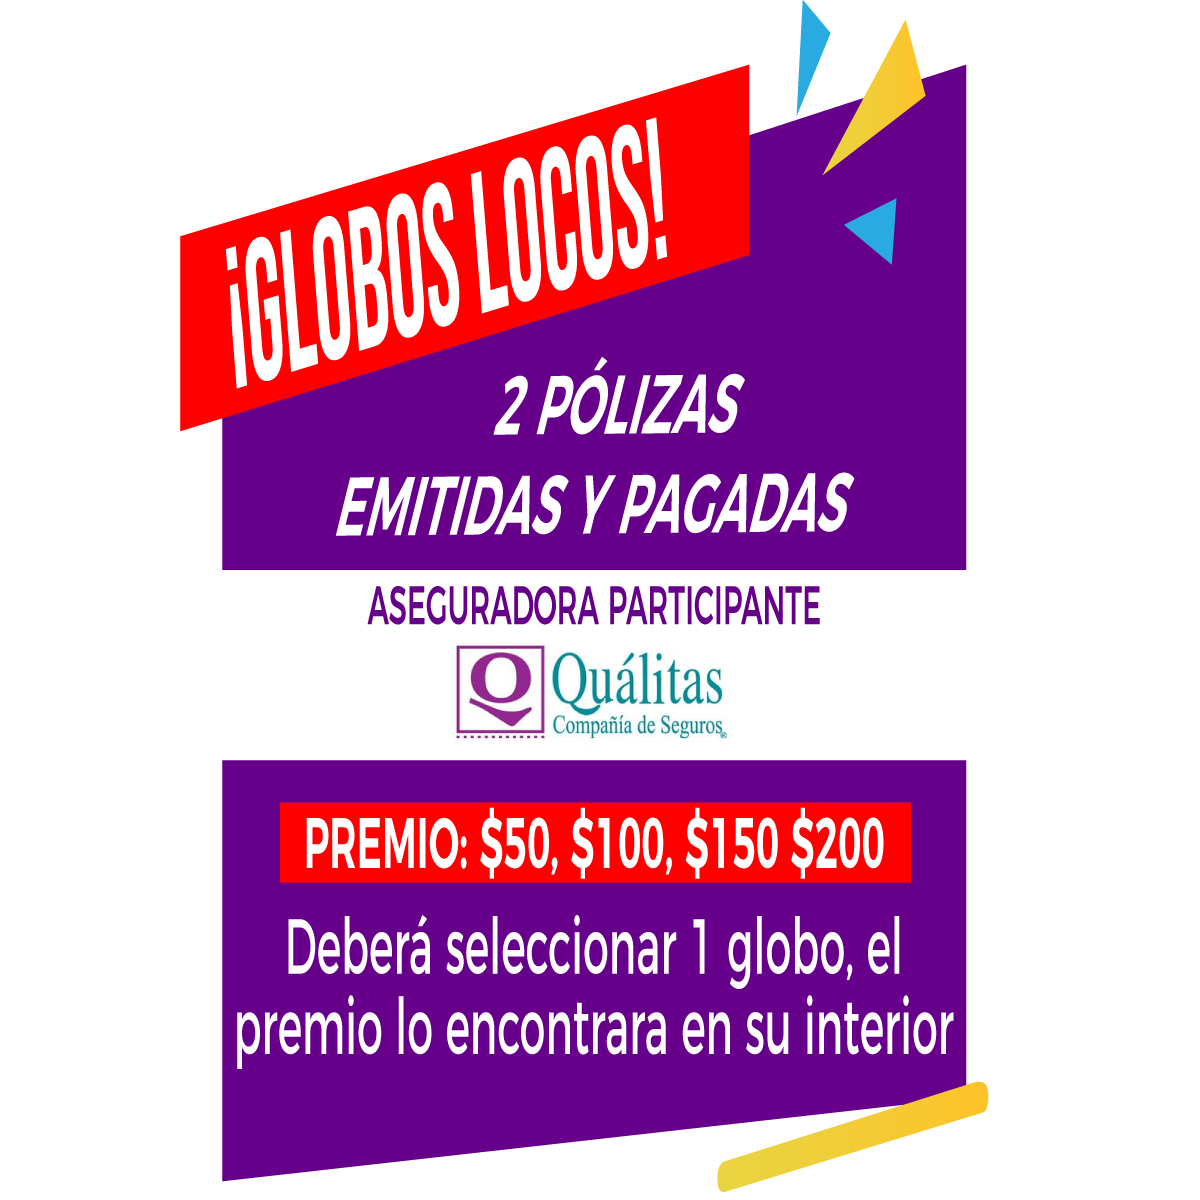 ¡GLOBOS LOCOS!
2 PÓLIZAS
EMITIDAS Y PAGADAS
ASEGURADORA PARTICIPANTE
Q Quálitas
Compañía de Seguros®
PREMIO: $50, $100, $150 $200
Deberá seleccionar 1 globo, el
premio lo encontrara en su interior